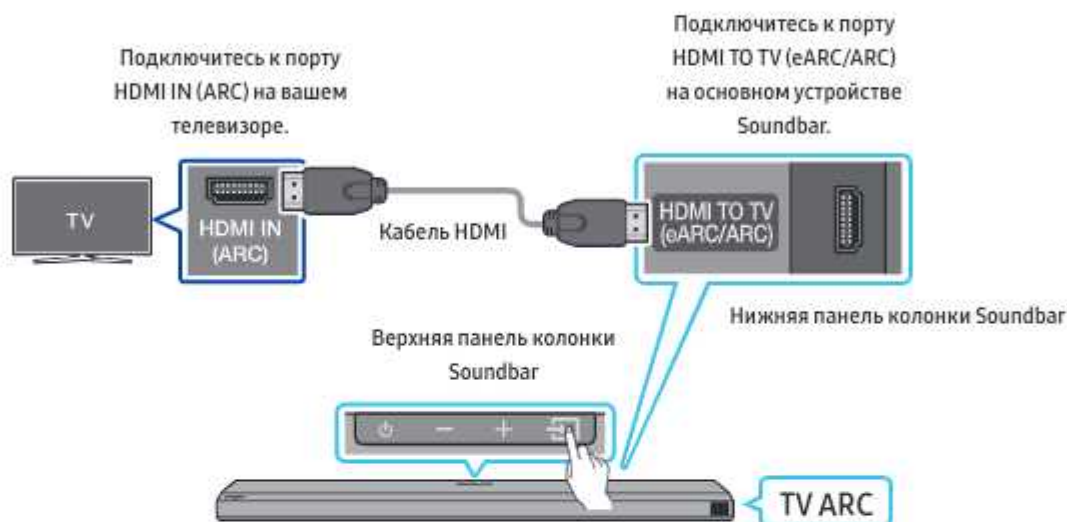 Подключитесь к порту
HDMI IN (ARC) на вашем
телевизоре.
Подключитесь к порту
HDMI TO TV (eARC/ARC)
на основном устройстве
Soundbar.
TV
HDMI IN
(ARC)
Кабель HDMI
HDMI TO TV
(eARC/ARC)
Нижняя панель колонки Soundbar
Верхняя панель колонки
Soundbar
TV ARC